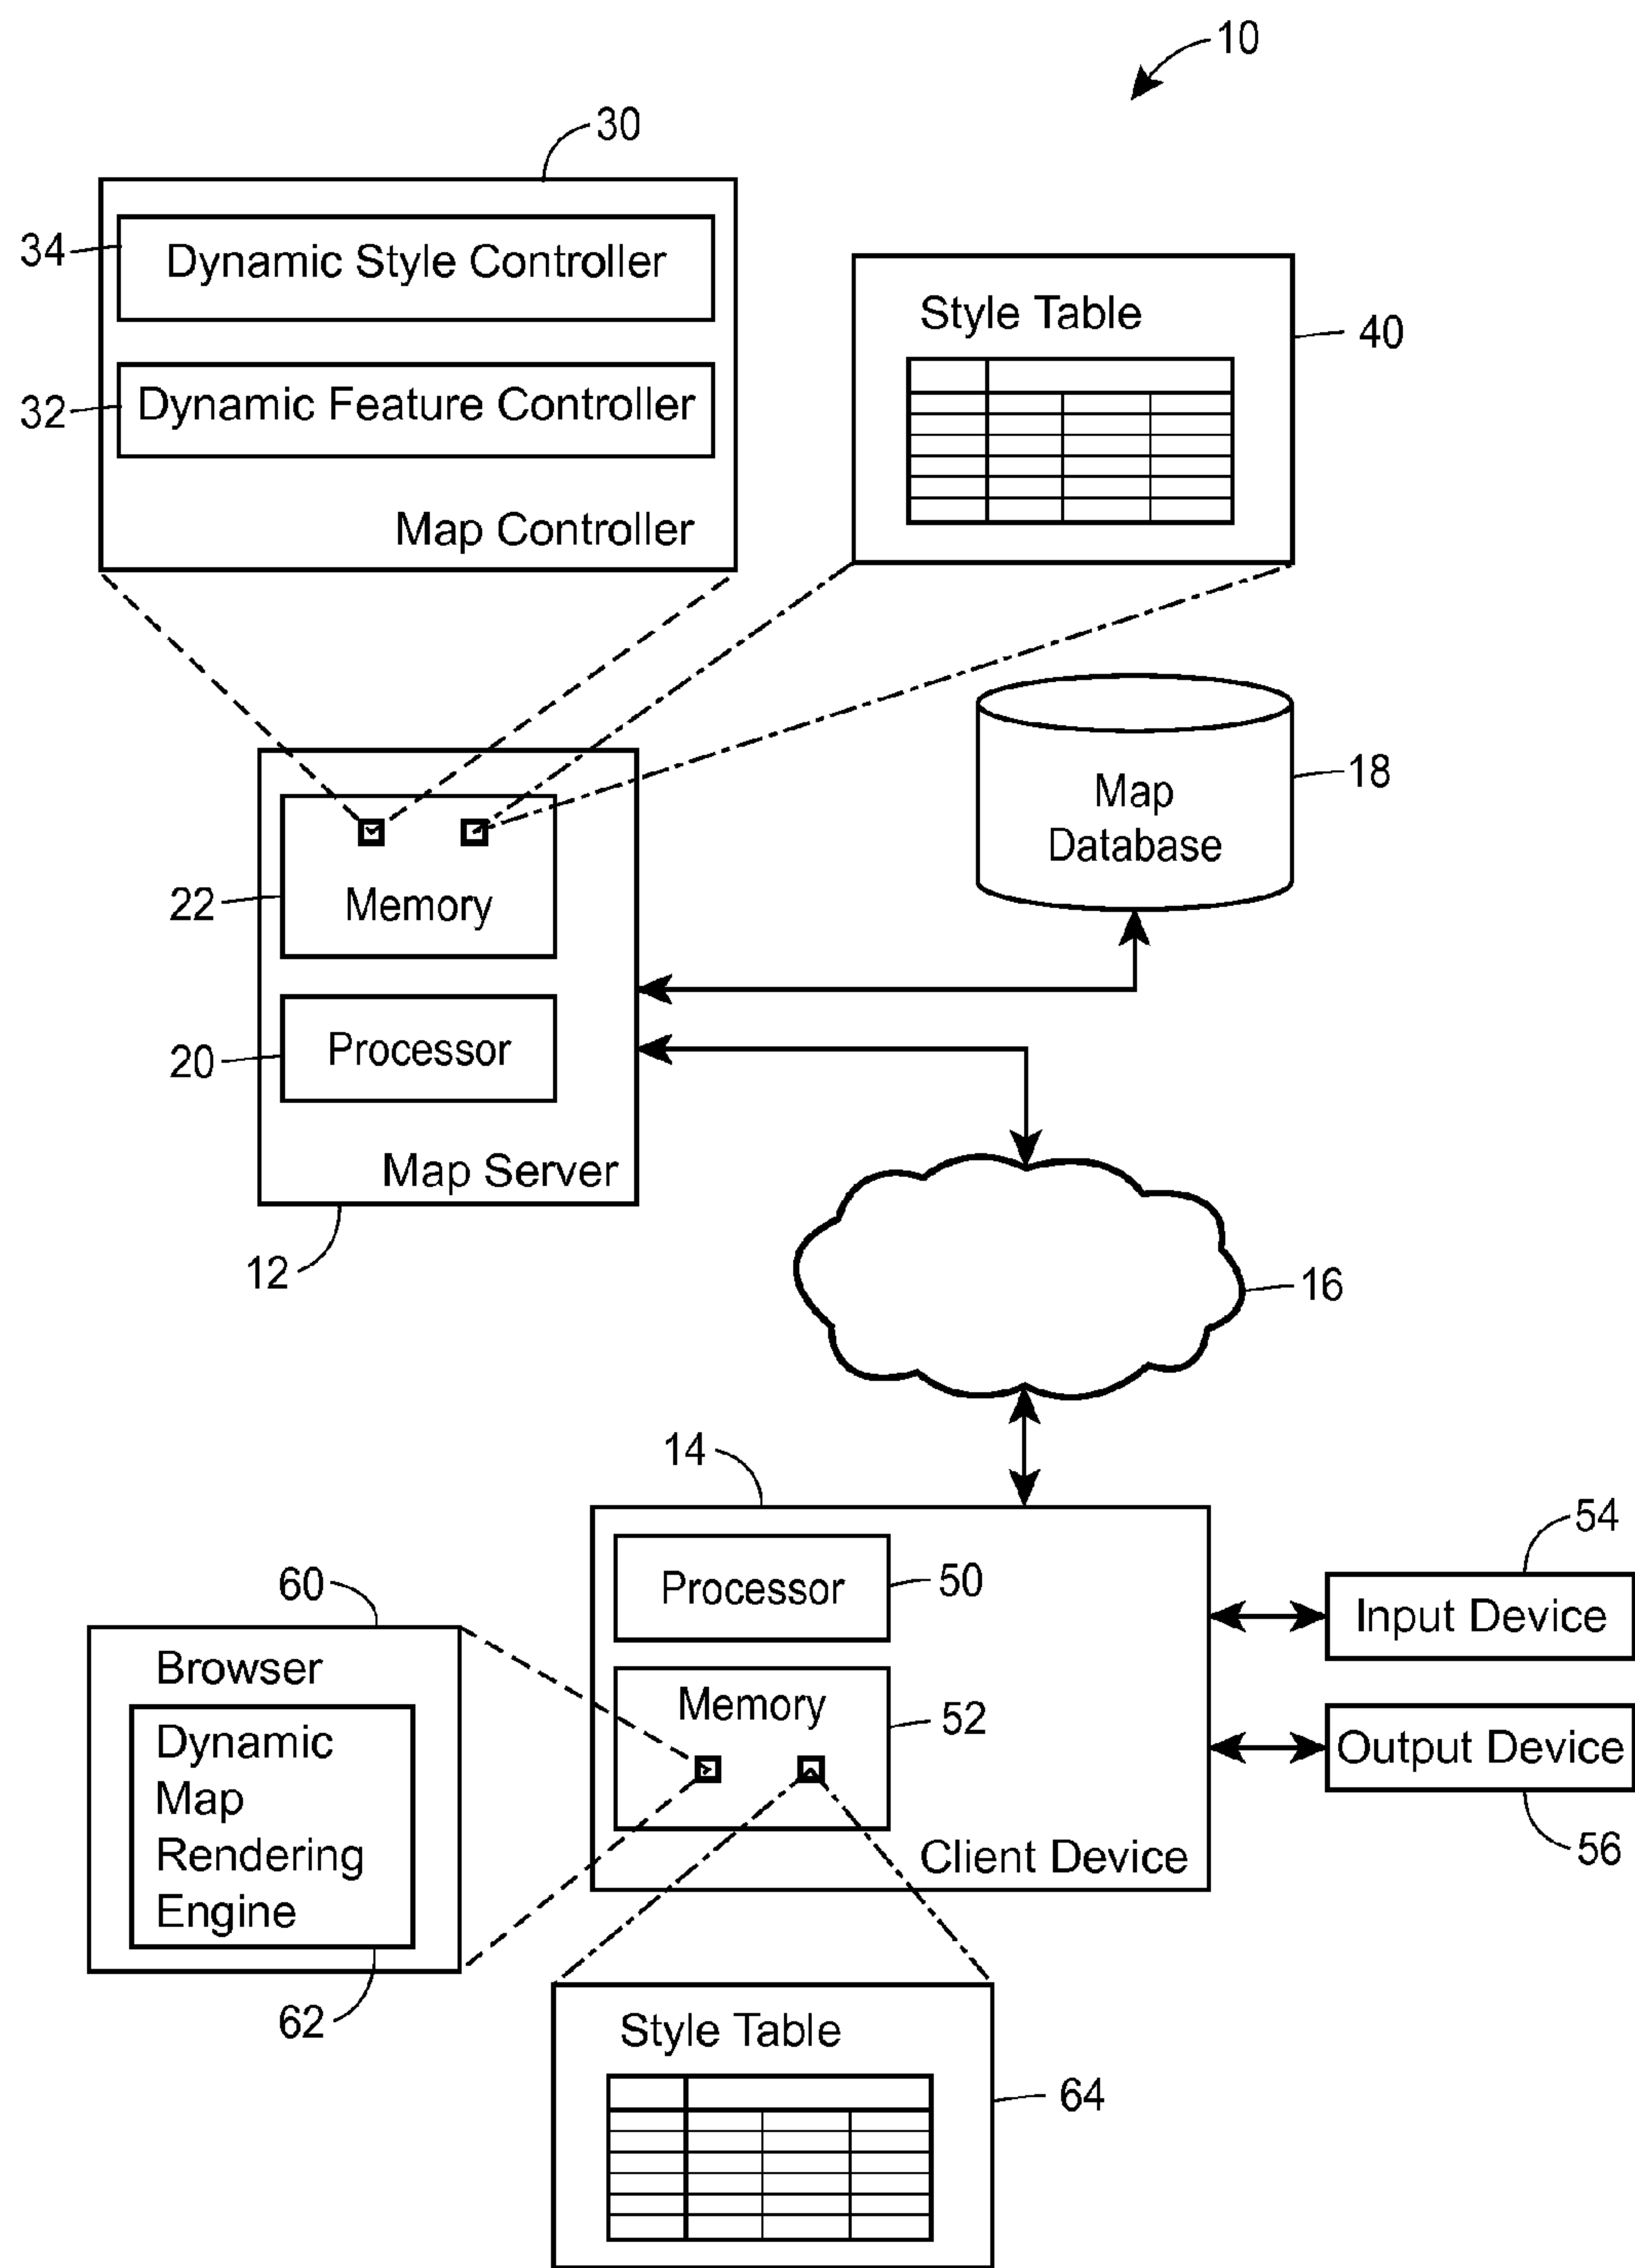 10
30
34
Dynamic Style Controller
Style Table
40
32
Dynamic Feature Controller
Map Controller
18
Map
Database
22
Memory
20
Processor
Map Server
12
16
14
54
Processor
50
Input Device
60
Browser
Memory
52
Dynamic
Map
Rendering
Engine
Output Device
Client Device
56
62
Style Table
64